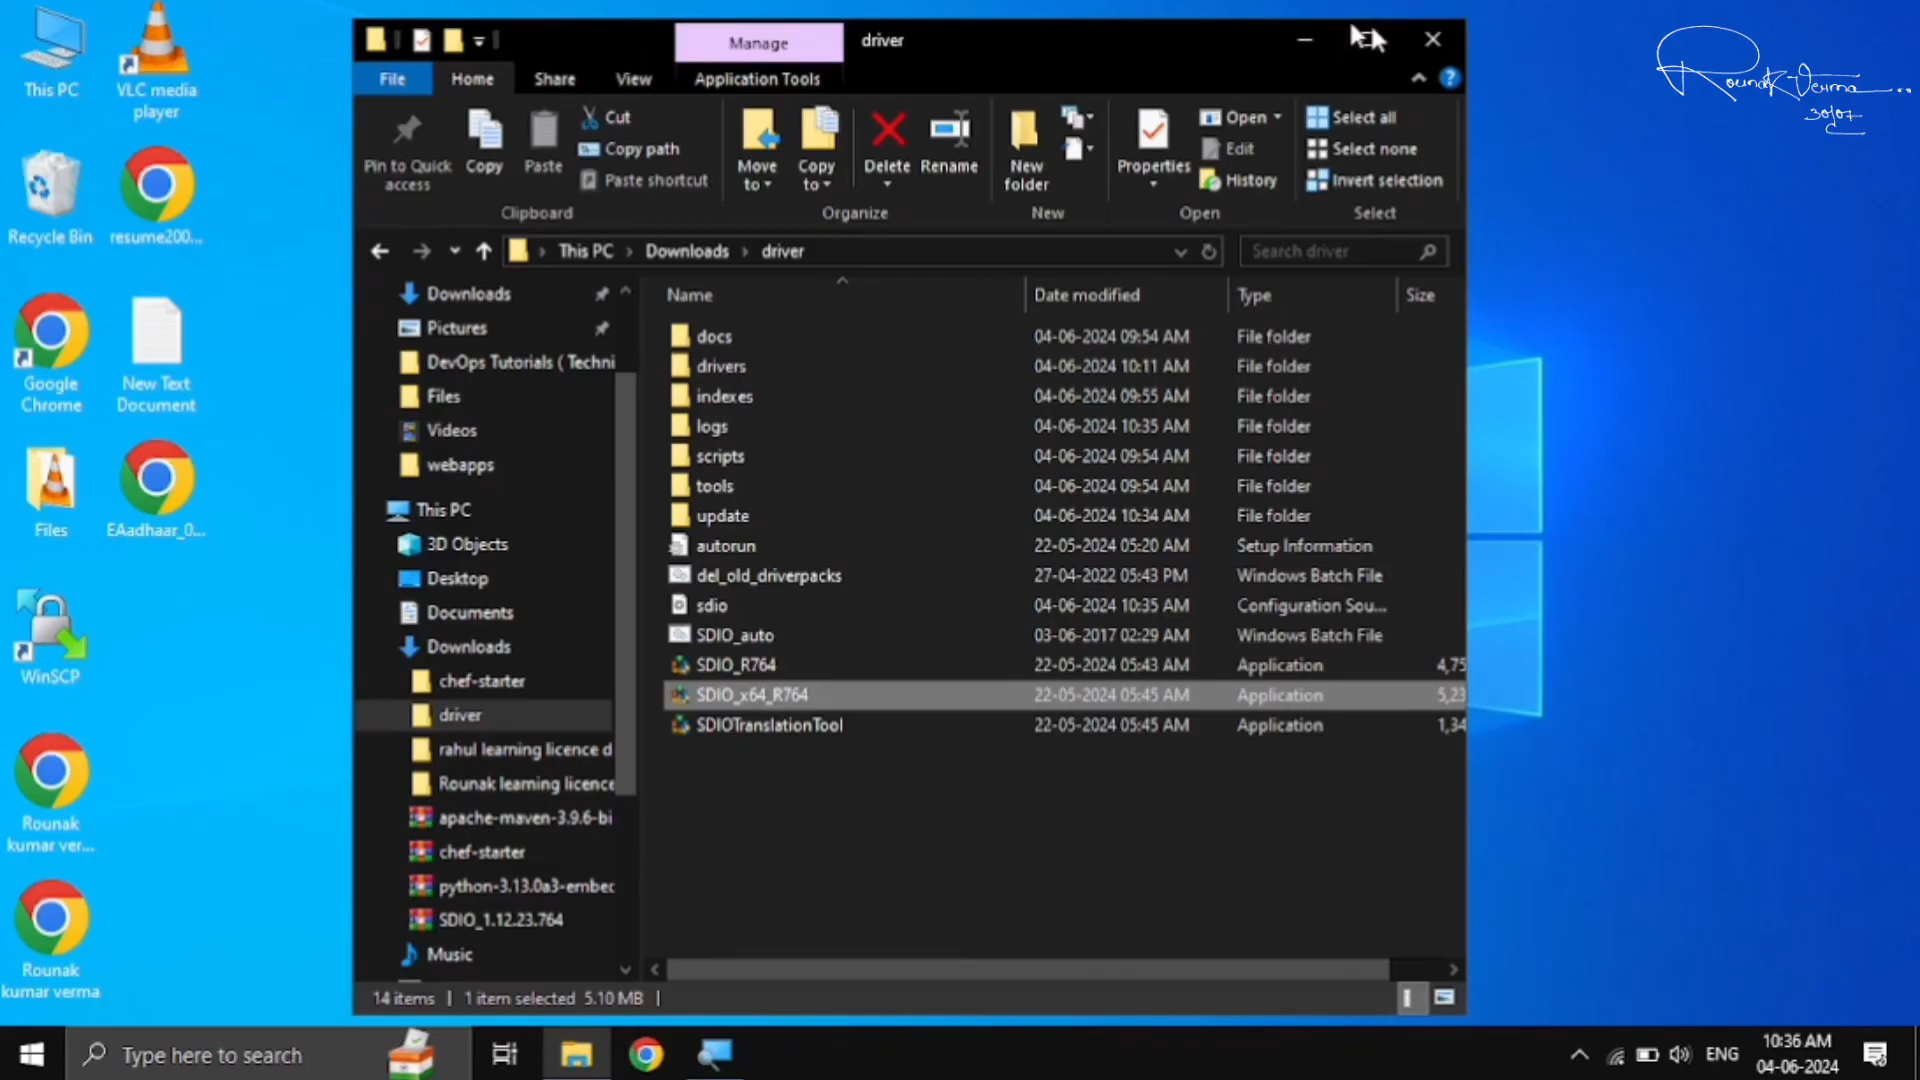 This PC
VLC media
player
Recycle Bin
resume200...
Google
Chrome
New Text
Document
Files
EAadhaar_0...
WinSCP
Rounak
kumar ver...
Rounak
kumar verma
Manage
driver
File
Home
Share
View
Application Tools
Pin to Quick
access
Copy
Paste
Cut
Copy path
Paste shortcut
Clipboard
Move
to
Copy
to
Delete
Rename
Organize
New
folder
New
Properties
Open
Edit
History
Open
Select all
Select none
Invert selection
Select
This PC › Downloads › driver
Search driver
Downloads
Pictures
DevOps Tutorials ( Techni
Files
Videos
webapps
This PC
3D Objects
Desktop
Documents
Downloads
chef-starter
driver
rahul learning licence d
Rounak learning licence
apache-maven-3.9.6-bi
chef-starter
python-3.13.0a3-embed
SDIO_1.12.23.764
Music
Name Date modified Type Size
docs 04-06-2024 09:54 AM File folder
drivers 04-06-2024 10:11 AM File folder
indexes 04-06-2024 09:55 AM File folder
logs 04-06-2024 10:35 AM File folder
scripts 04-06-2024 09:54 AM File folder
tools 04-06-2024 09:54 AM File folder
update 04-06-2024 10:34 AM File folder
autorun 22-05-2024 05:20 AM Setup Information
del_old_driverpacks 27-04-2022 05:43 PM Windows Batch File
sdio 04-06-2024 10:35 AM Configuration Sou...
SDIO_auto 03-06-2017 02:29 AM Windows Batch File
SDIO_R764 22-05-2024 05:43 AM Application 4,75
SDIO_x64_R764 22-05-2024 05:45 AM Application 5,23
SDIOTranslationTool 22-05-2024 05:45 AM Application 1,34
14 items | 1 item selected 5.10 MB |
Rounak Verma...
30/07
Type here to search
ENG
10:36 AM
04-06-2024